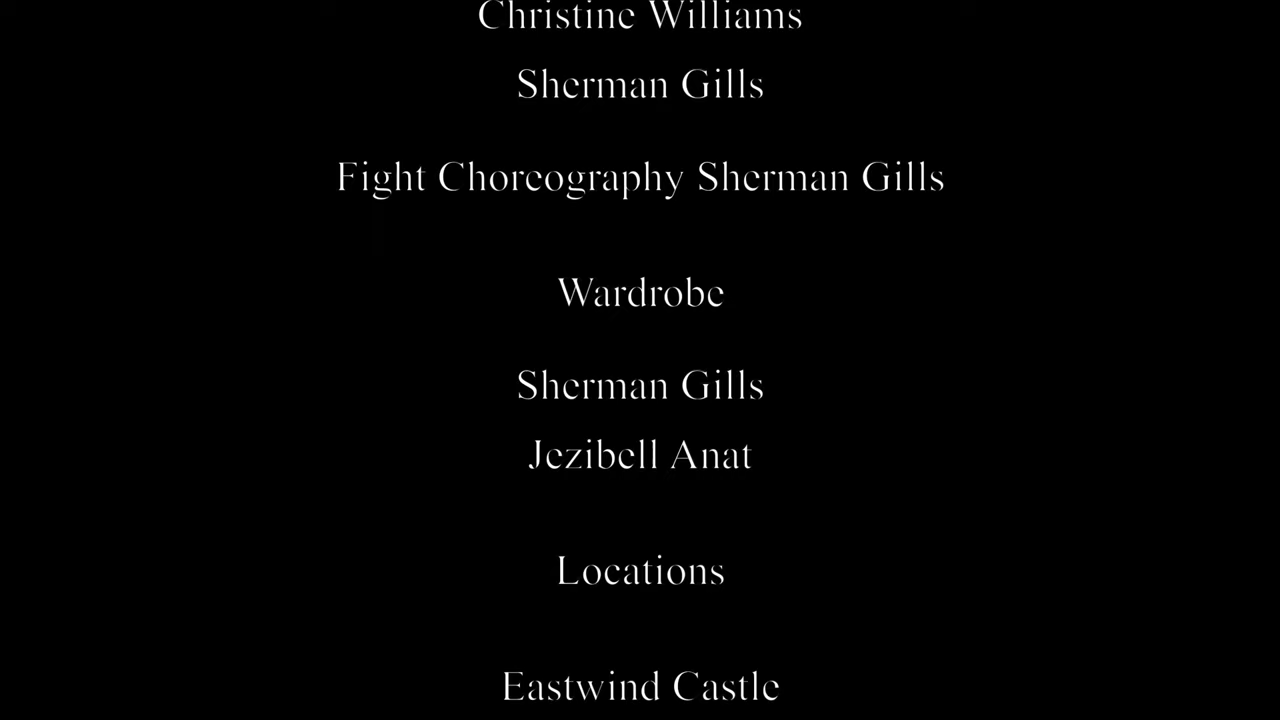 Christine Williams
Sherman Gills
Fight Choreography Sherman Gills
Wardrobe
Sherman Gills
Jezibell Anat
Locations
Eastwind Castle